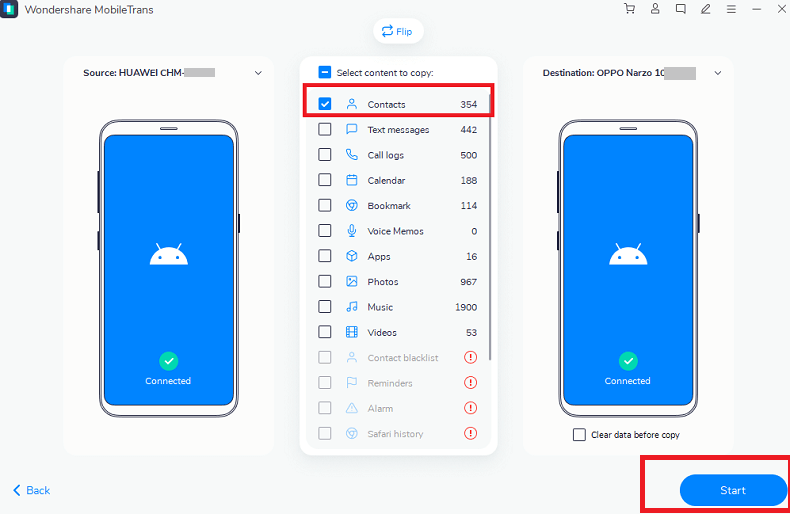 Wondershare MobileTrans
Flip
Source: HUAWEI CHM-
Connected
Select content to copy:
Contacts 354
Text messages 442
Call logs 500
Calendar 188
Bookmark 114
Voice Memos 0
Apps 16
Photos 967
Music 1900
Videos 53
Contact blacklist
Reminders
Alarm
Safari history
Destination: OPPO Narzo 10
Connected
Clear data before copy
Back
Start